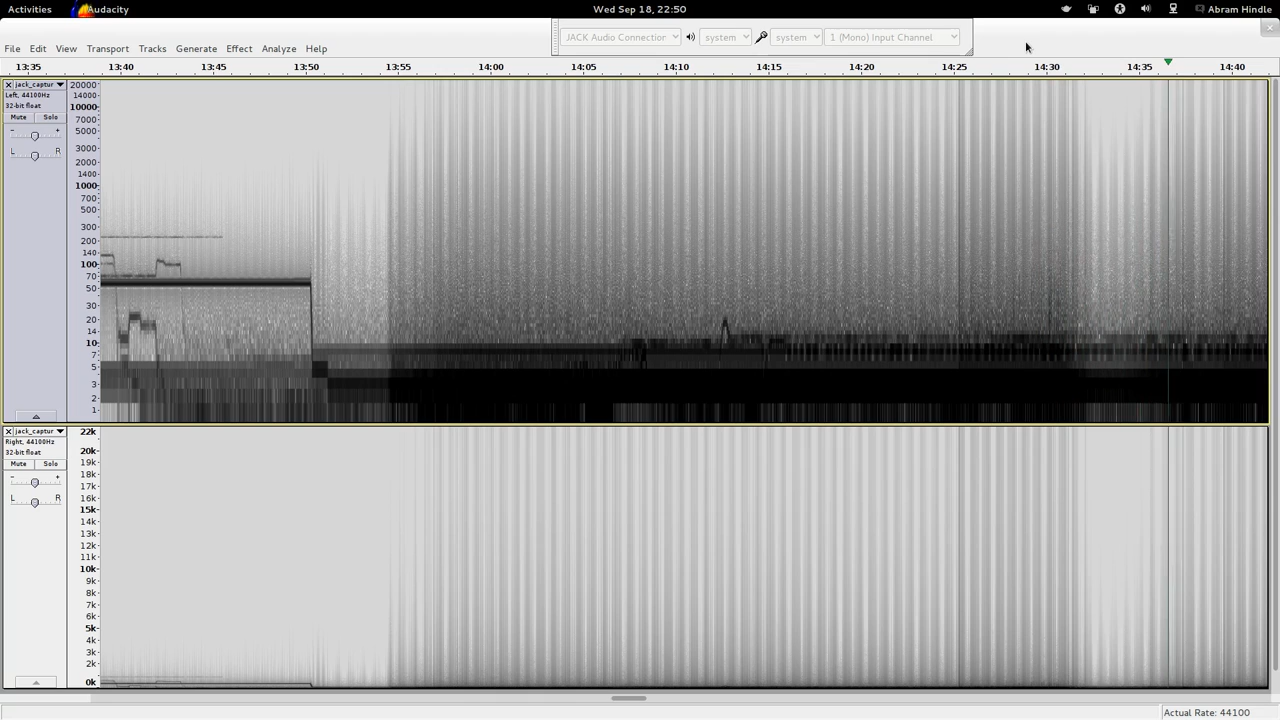 Activities Audacity Wed Sep 18, 22:50 Abram Hindle
JACK Audio Connection system system 1 (Mono) Input Channel
File Edit View Transport Tracks Generate Effect Analyze Help
13:35 13:40 13:45 13:50 13:55 14:00 14:05 14:10 14:15 14:20 14:25 14:30 14:35 14:40
jack_captur
Left, 44100Hz
32-bit float
Mute Solo
- +
L R
20000
14000
10000
7000
5000
3000
2000
1400
1000
700
500
300
200
140
100
70
50
30
20
14
10
7
5
3
2
1
jack_captur
Right, 44100Hz
32-bit float
Mute Solo
- +
L R
22k
20k
19k
18k
17k
16k
15k
14k
13k
12k
11k
10k
9k
8k
7k
6k
5k
4k
3k
2k
0k
Actual Rate: 44100